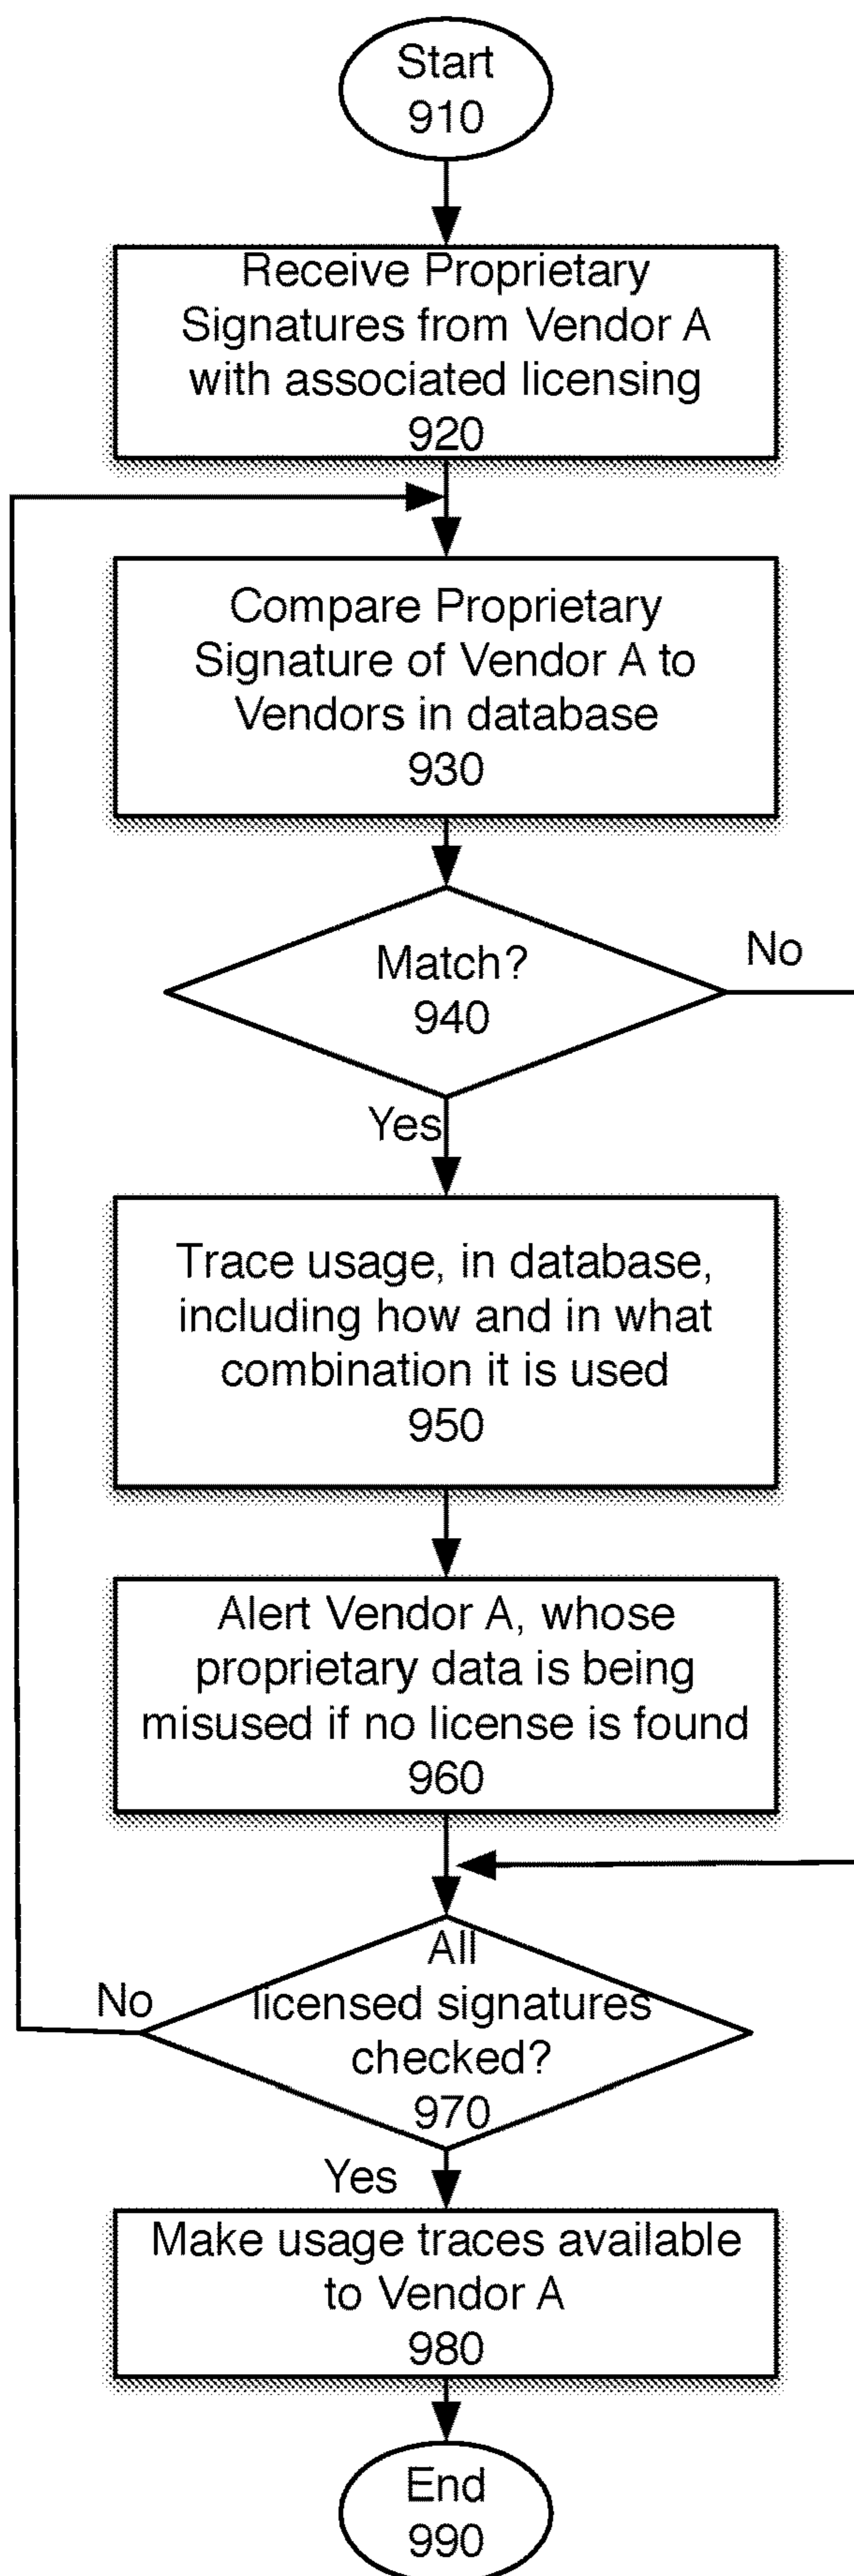 Start
910
Receive Proprietary
Signatures from Vendor A
with associated licensing
920
Compare Proprietary
Signature of Vendor A to
Vendors in database
930
Match?
940
No
Yes
Trace usage, in database,
including how and in what
combination it is used
950
Alert Vendor A, whose
proprietary data is being
misused if no license is found
960
All
licensed signatures
checked?
970
No
Yes
Make usage traces available
to Vendor A
980
End
990